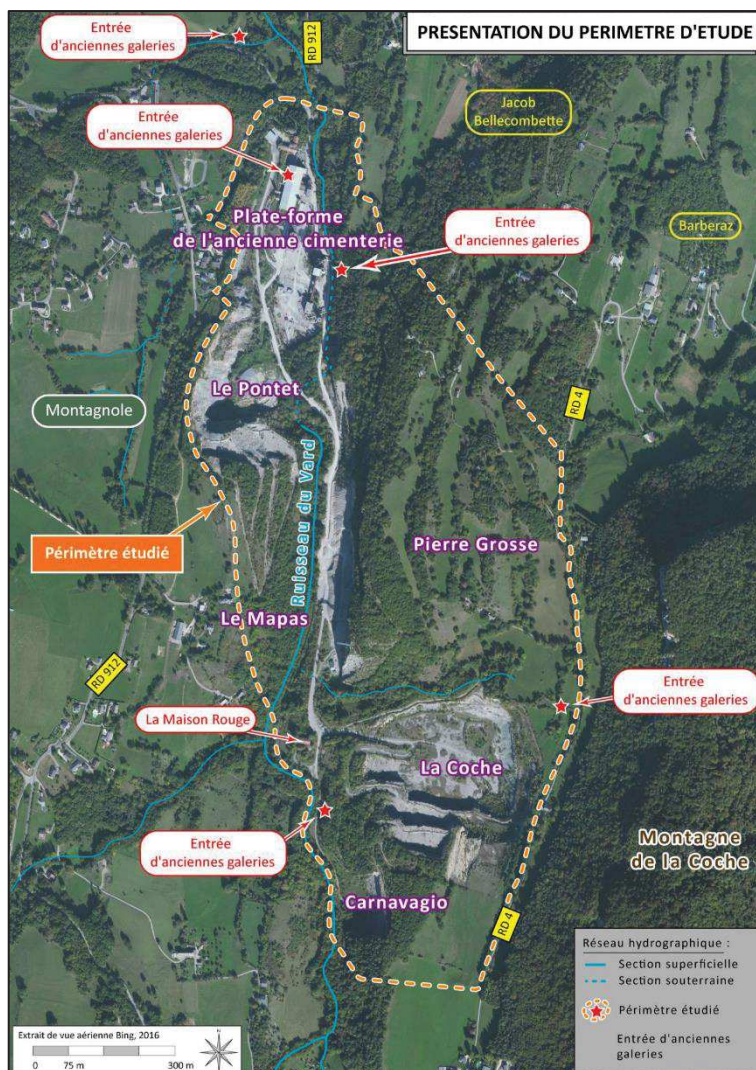 PRESENTATION DU PERIMETRE D'ETUDE
Entrée
d'anciennes galeries
RD 912
Entrée
d'anciennes galeries
Jacob
Bellecombette
Plate-forme
de l'ancienne cimenterie
Entrée
d'anciennes galeries
Barberaz
Le Pontet
RD 4
Montagnole
Ruisseau du Vard
Pierre Grosse
Périmètre étudié
Le Mapas
RD 912
Entrée
d'anciennes galeries
La Maison Rouge
La Coche
Entrée
d'anciennes galeries
Montagne
de la Coche
Carnavagio
RD 4
Réseau hydrographique :
Section superficielle
Section souterraine
Périmètre étudié
Entrée d'anciennes
galeries
Extrait de vue aérienne Bing, 2016
0 75 m 300 m